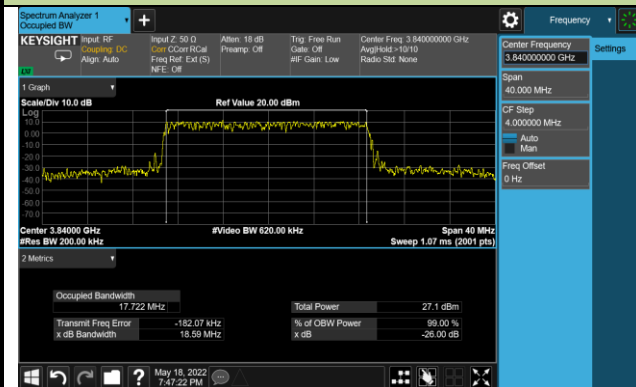 Spectrum Analyzer 1
Occupied BW
Frequency
KEYSIGHT
Input: RF
Coupling: DC
Align: Auto
Input Z: 50 Ω
Corr CCorr RCal
Freq Ref: Ext (S)
NFE: Off
Atten: 18 dB
Preamp: Off
Trig: Free Run
Gate: Off
#IF Gain: Low
Center Freq: 3.840000000 GHz
Avg|Hold:>10/10
Radio Std: None
1 Graph
Scale/Div 10.0 dB
Ref Value 20.00 dBm
Log
10.0
0.00
-10.0
-20.0
-30.0
-40.0
-50.0
-60.0
-70.0
Center 3.84000 GHz
#Video BW 620.00 kHz
Span 40 MHz
#Res BW 200.00 kHz
Sweep 1.07 ms (2001 pts)
2 Metrics
Occupied Bandwidth
17.722 MHz
Total Power
27.1 dBm
Transmit Freq Error
-182.07 kHz
% of OBW Power
99.00 %
x dB Bandwidth
18.59 MHz
x dB
-26.00 dB
May 18, 2022
7:47:22 PM
Center Frequency
3.840000000 GHz
Settings
Span
40.000 MHz
CF Step
4.000000 MHz
Auto
Man
Freq Offset
0 Hz